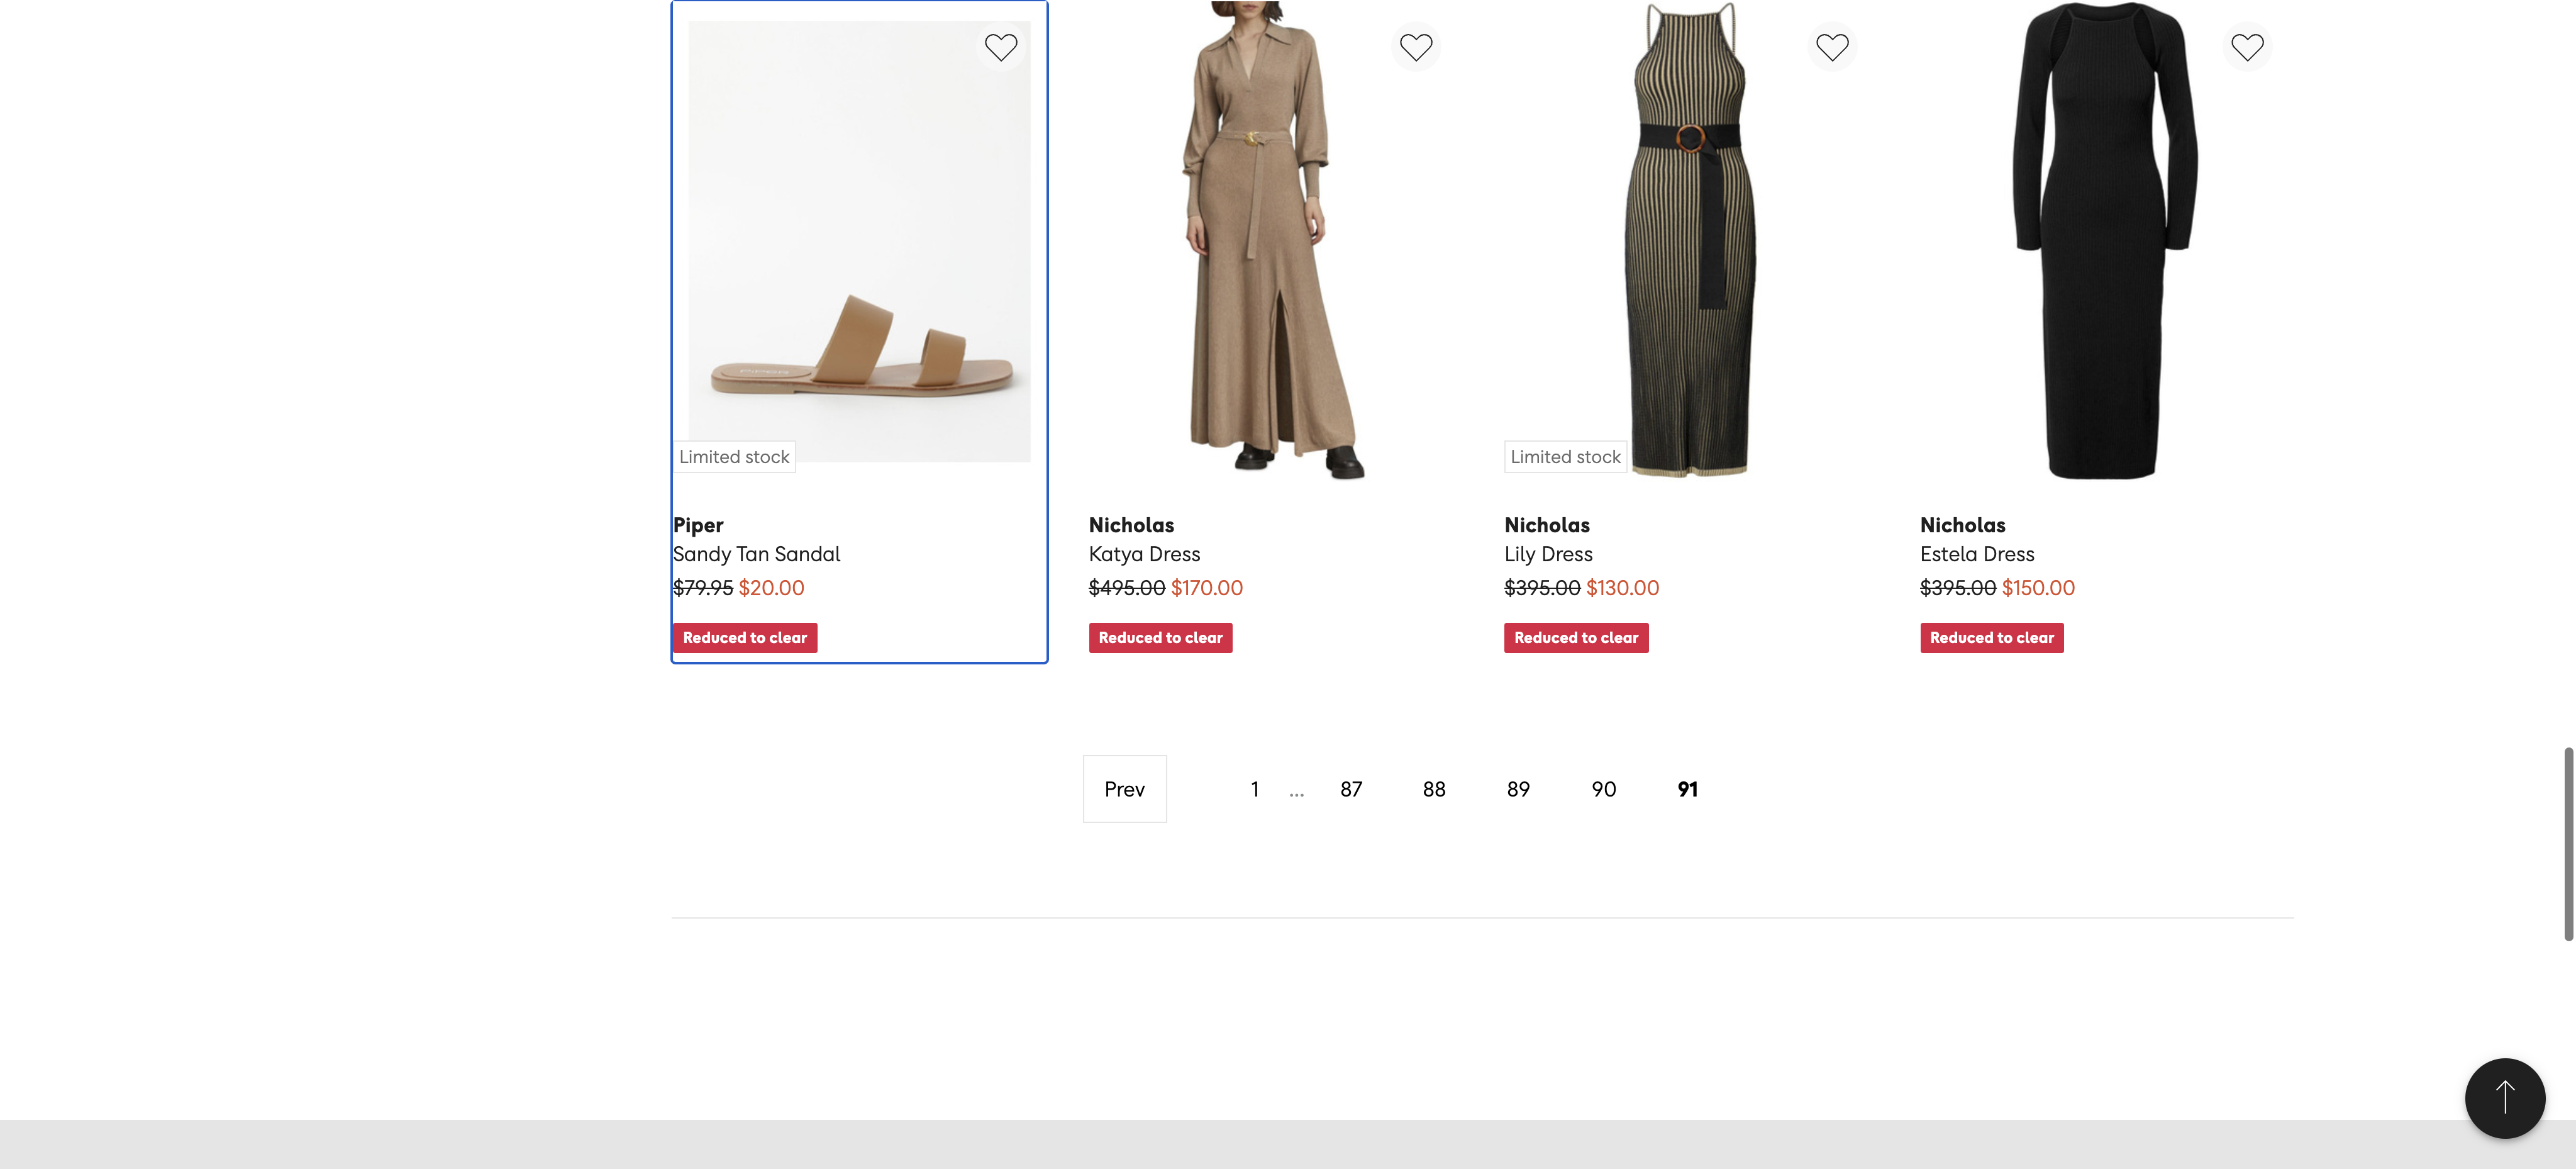 PIPER
Limited stock
Piper
Sandy Tan Sandal
$79.95 $20.00
Reduced to clear
Nicholas
Katya Dress
$495.00 $170.00
Reduced to clear
Limited stock
Nicholas
Lily Dress
$395.00 $130.00
Reduced to clear
Nicholas
Estela Dress
$395.00 $150.00
Reduced to clear
Prev 1 ... 87 88 89 90 91